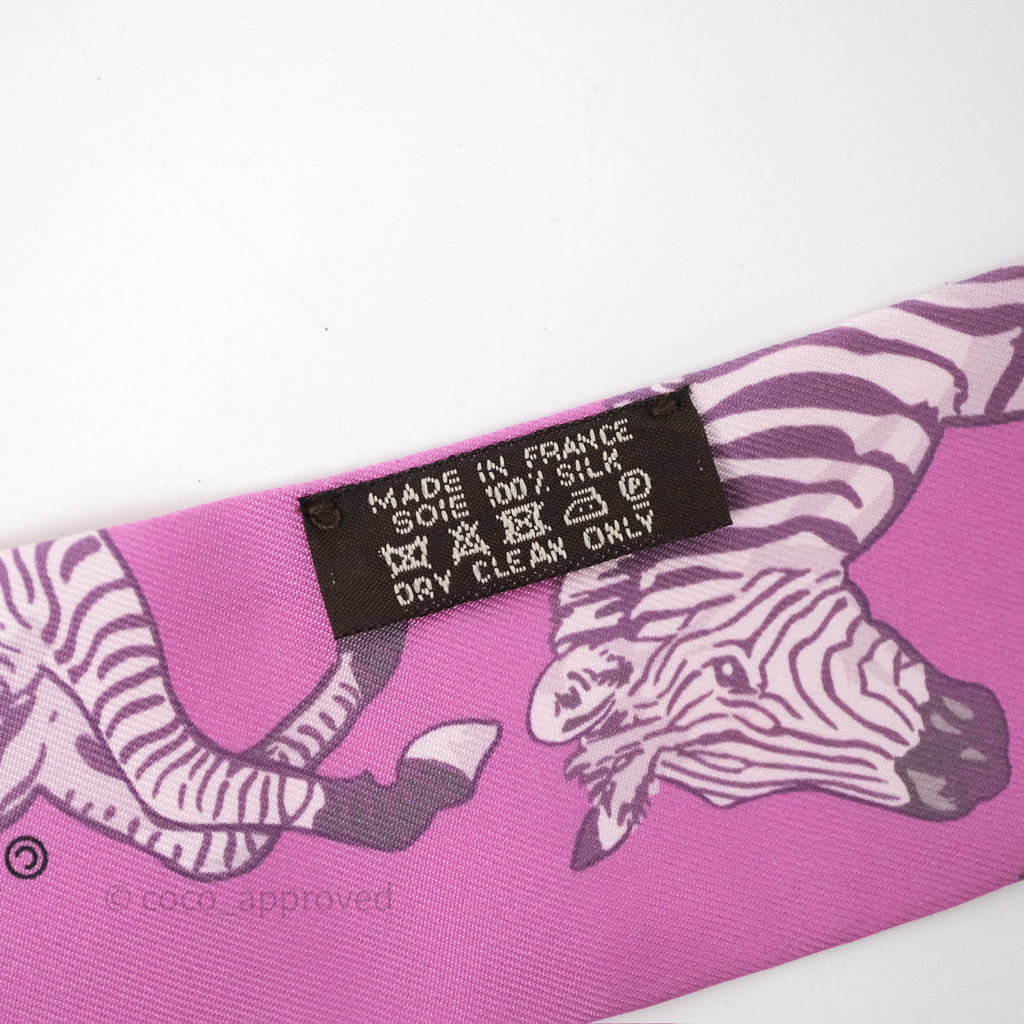 MADE IN FRANCE
SOIE 100% SILK
P
DRY CLEAN ONLY
©
© coco_approved